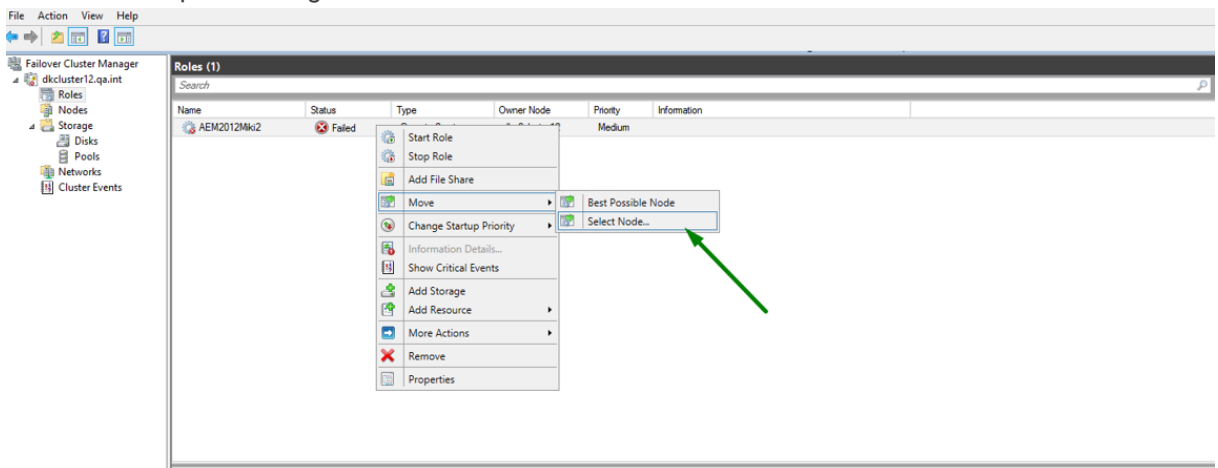 File Action View Help
Failover Cluster Manager
dkcluster12.qa.int
Roles
Nodes
Storage
Disks
Pools
Networks
Cluster Events
Roles (1)
Search
Name Status Type Owner Node Priority Information
AEM2012Miki2 Failed Medium
Start Role
Stop Role
Add File Share
Move
Best Possible Node
Select Node...
Change Startup Priority
Information Details...
Show Critical Events
Add Storage
Add Resource
More Actions
Remove
Properties